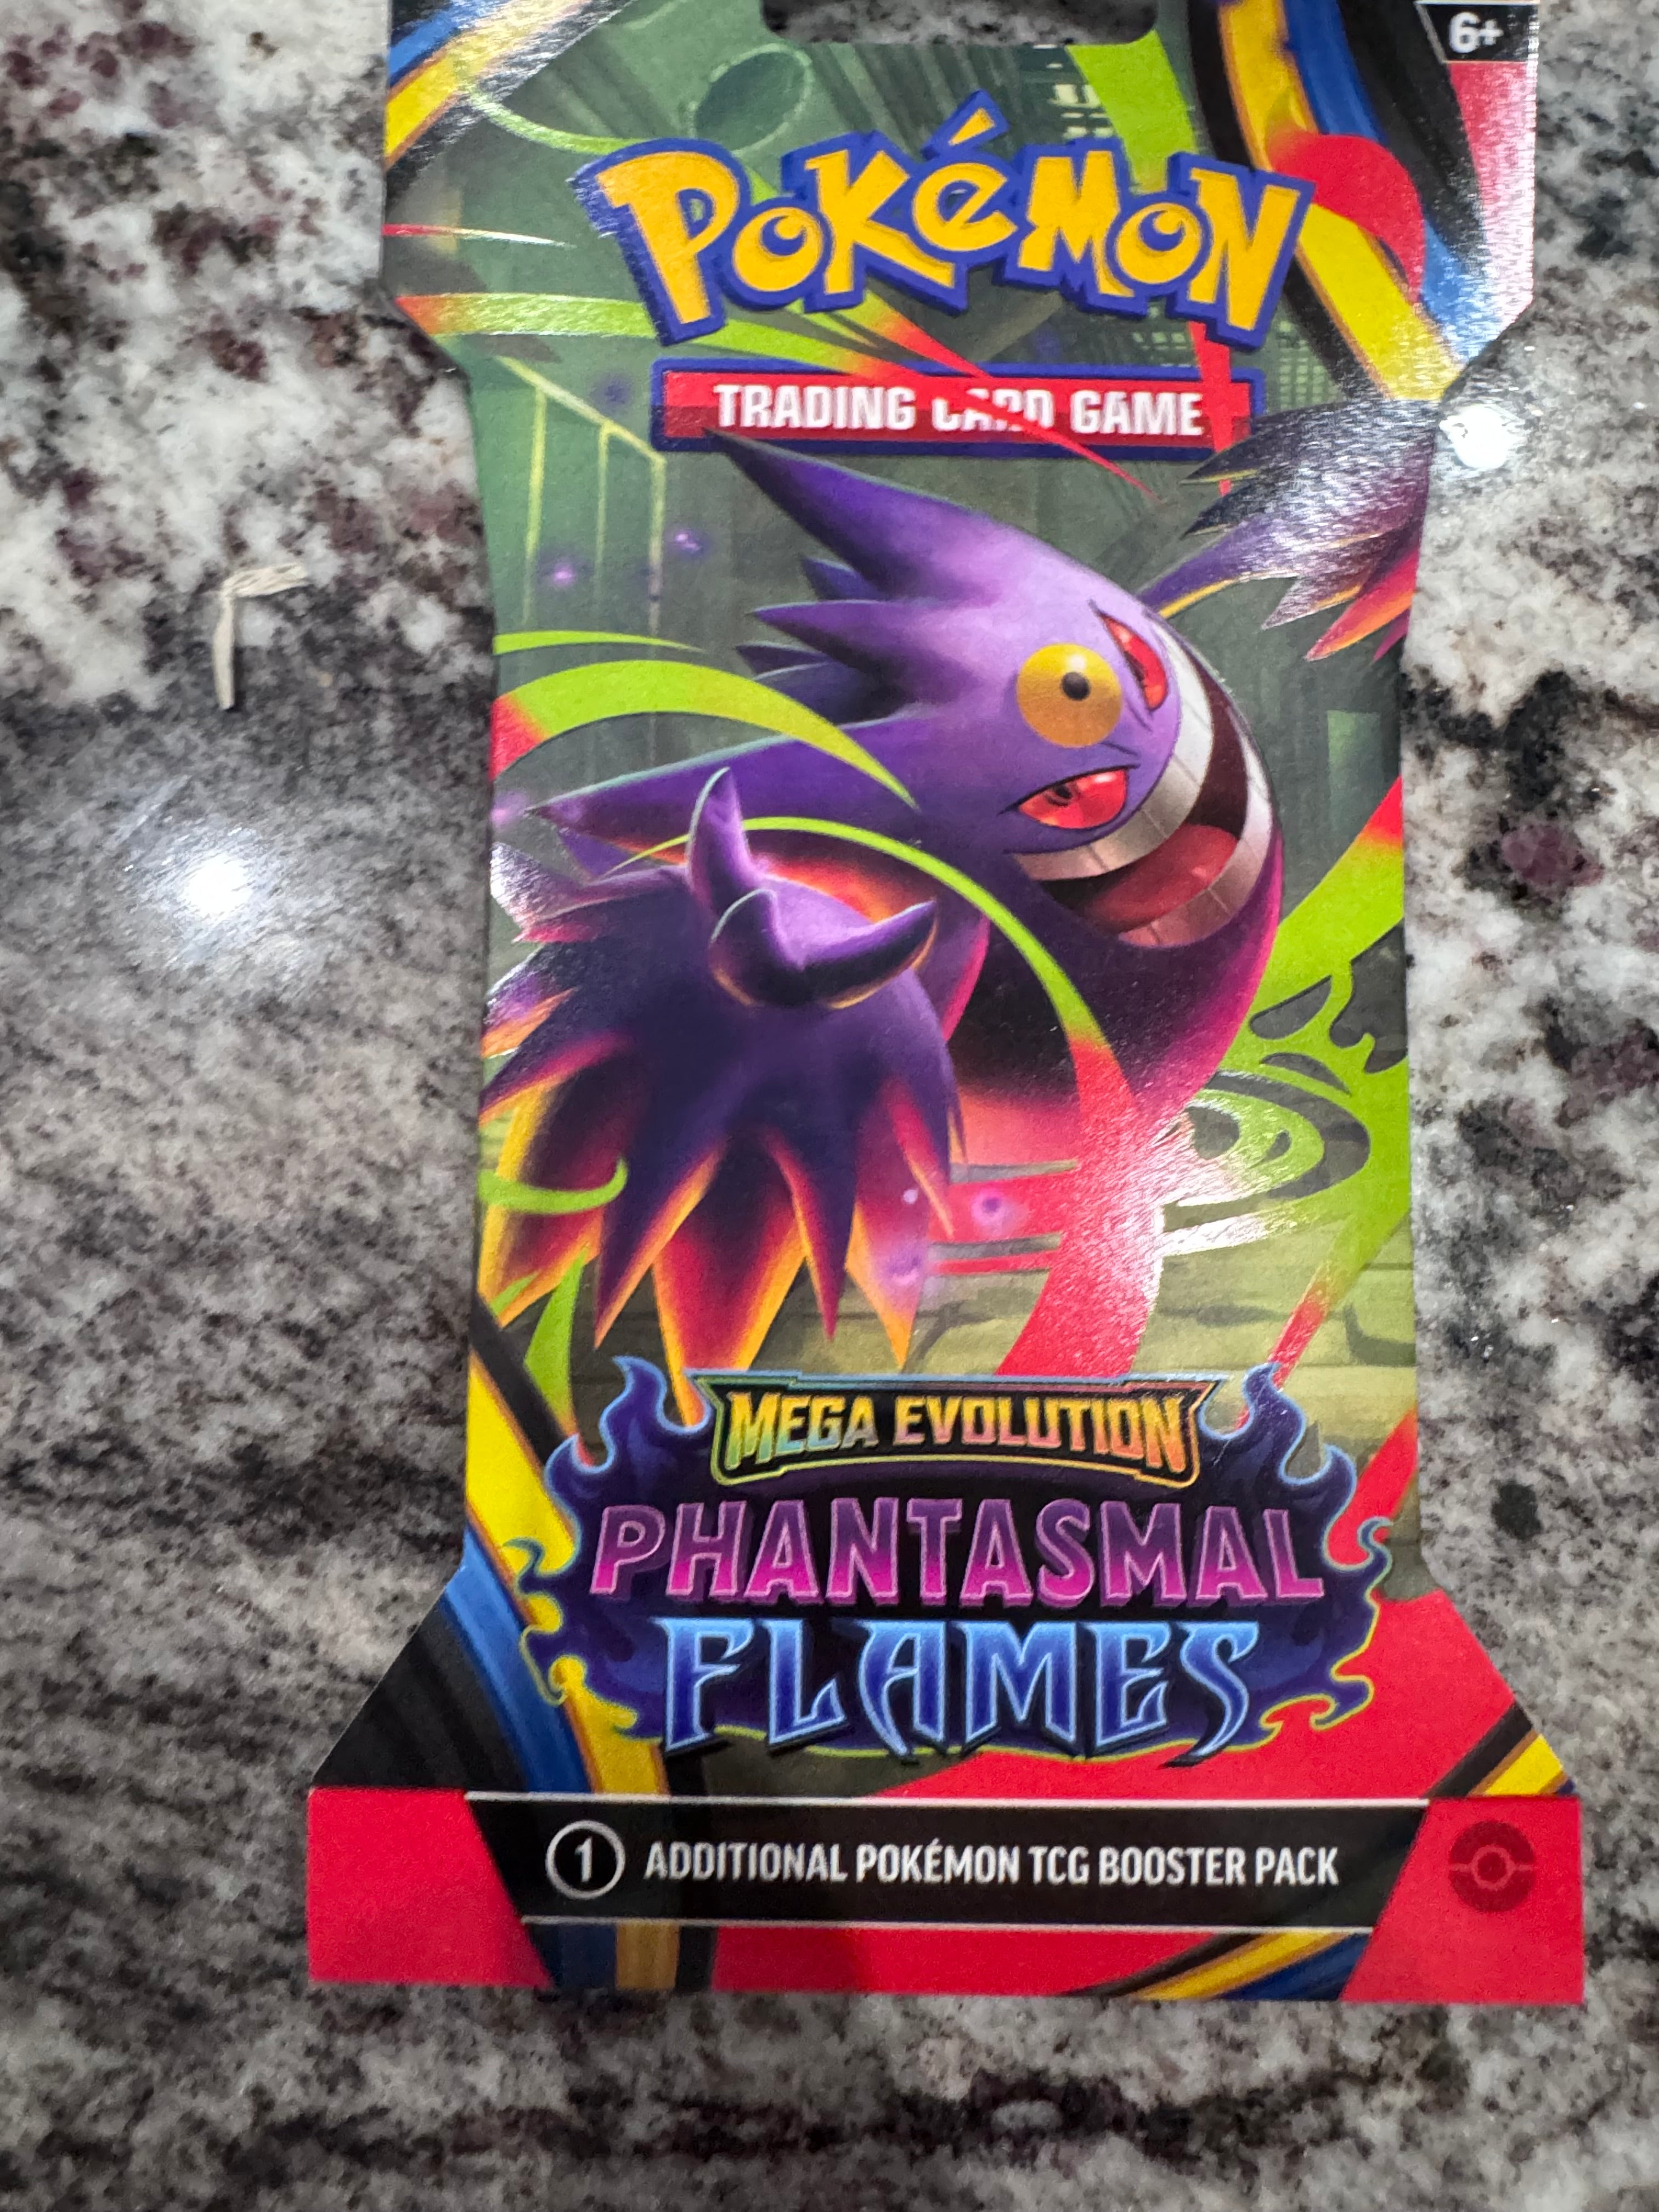 6+
POKéMON
TRADING CARD GAME
MEGA EVOLUTION
PHANTASMAL
FLAMES
1 ADDITIONAL POKÉMON TCG BOOSTER PACK